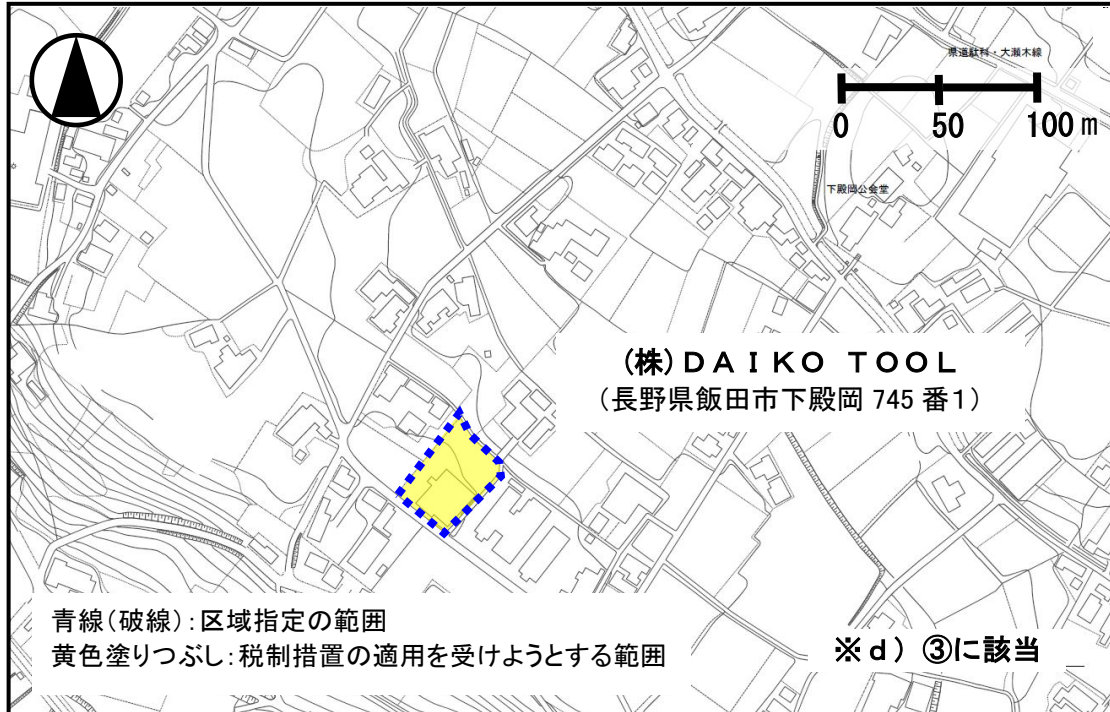 県道駄科・大瀬木線
0 50 100m
下殿岡公会堂
(株)DAIKO TOOL
(長野県飯田市下殿岡 745 番1)
青線(破線):区域指定の範囲
黄色塗りつぶし:税制措置の適用を受けようとする範囲
※d) ③に該当